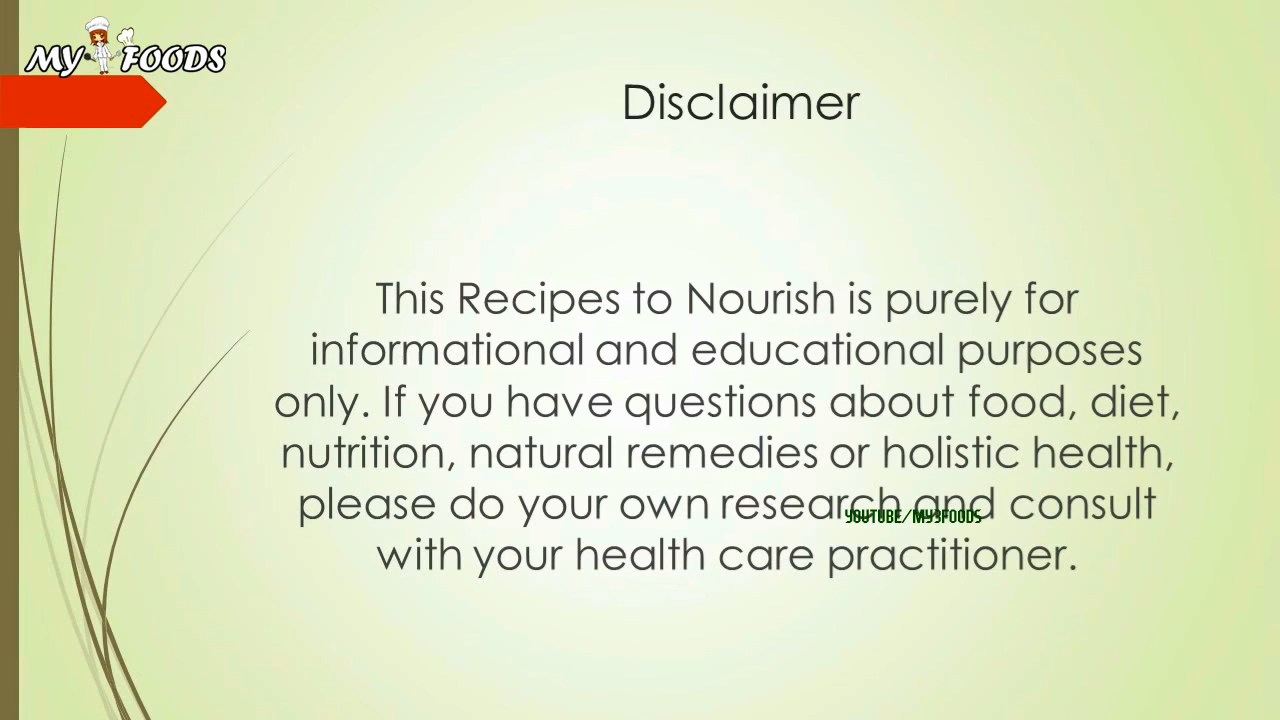 MY FOODS
Disclaimer
This Recipes to Nourish is purely for
informational and educational purposes
only. If you have questions about food, diet,
nutrition, natural remedies or holistic health,
please do your own research and consult
YOUTUBE/MY3FOODS
with your health care practitioner.